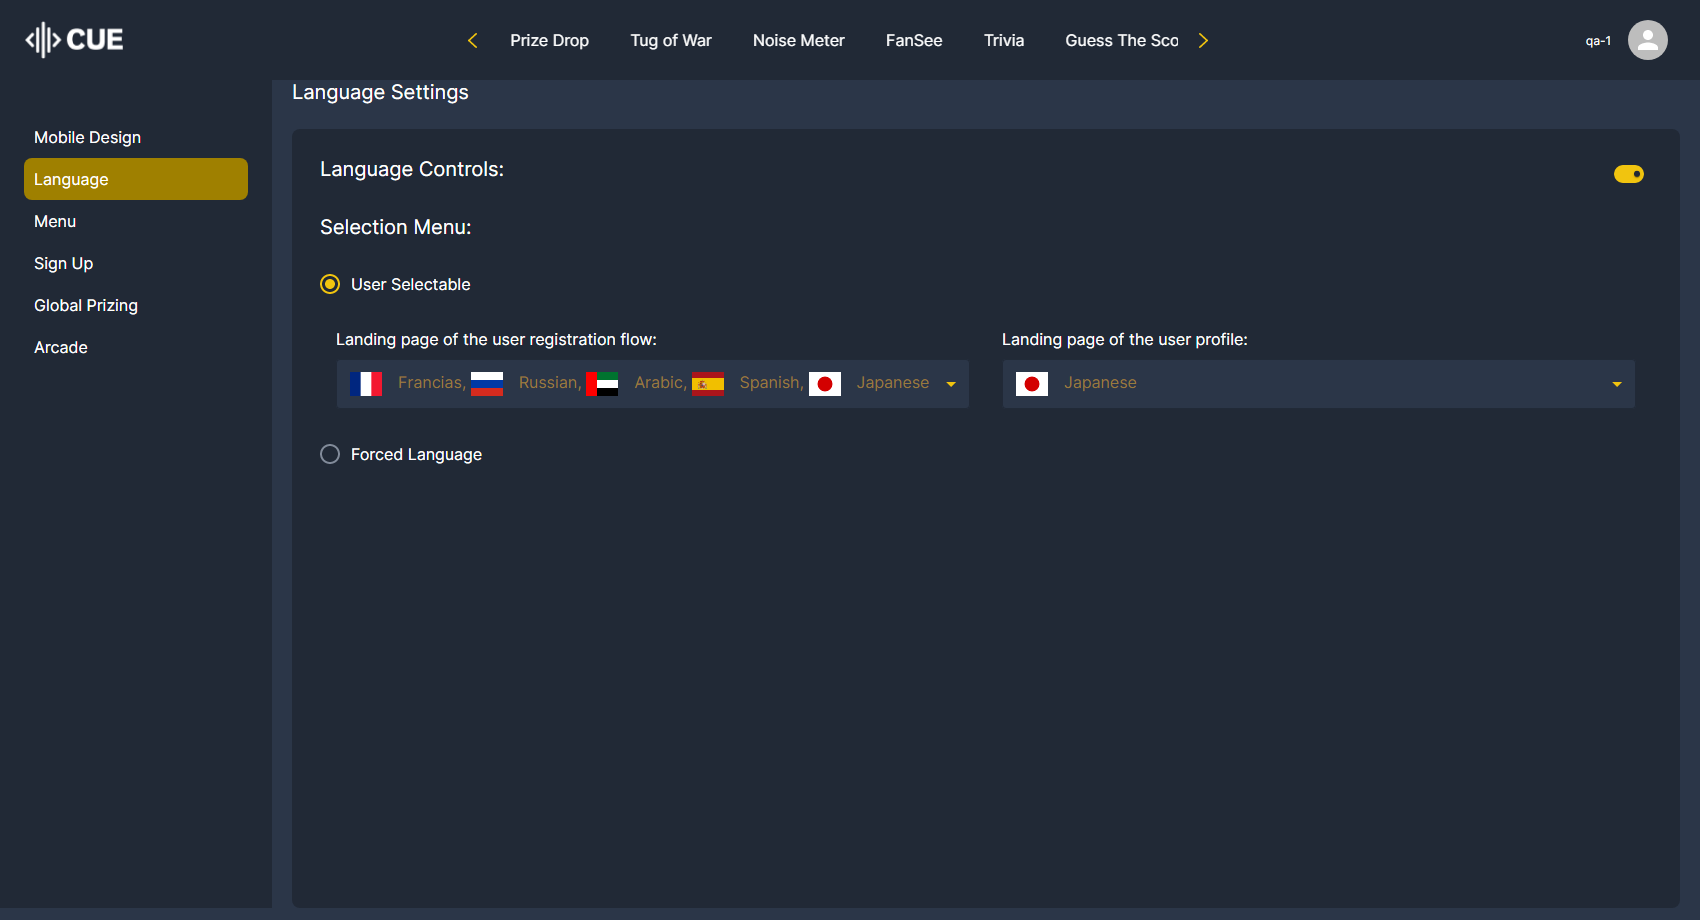 CUE
Prize Drop Tug of War Noise Meter FanSee Trivia Guess The Sco
qa-1
Mobile Design
Language
Menu
Sign Up
Global Prizing
Arcade
Language Settings
Language Controls:
Selection Menu:
User Selectable
Landing page of the user registration flow:
Francias, Russian, Arabic, Spanish, Japanese
Landing page of the user profile:
Japanese
Forced Language